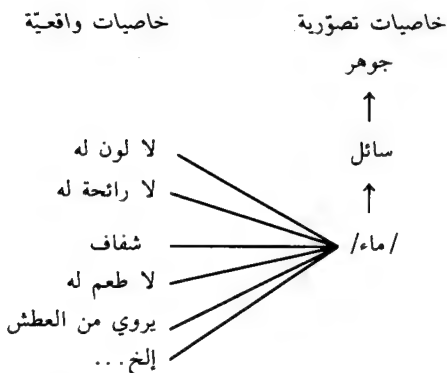 خاصيات تصوّرية
خاصيات واقعيّة
جوهر
سائل
/ماء/
لا لون له
لا رائحة له
شفاف
لا طعم له
يروي من العطش
إلخ...